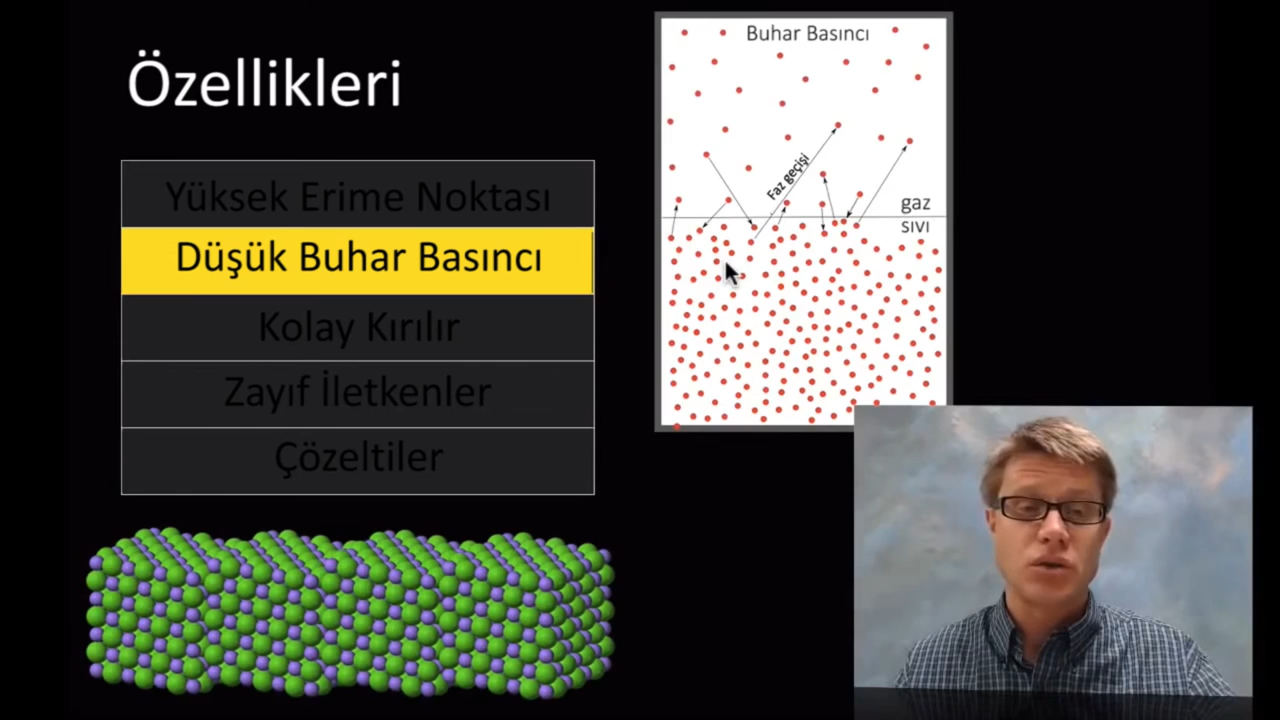 Özellikleri
Yüksek Erime Noktası
Düşük Buhar Basıncı
Kolay Kırılır
Zayıf İletkenler
Çözeltiler
Buhar Basıncı
Faz geçişi
gaz
sıvı